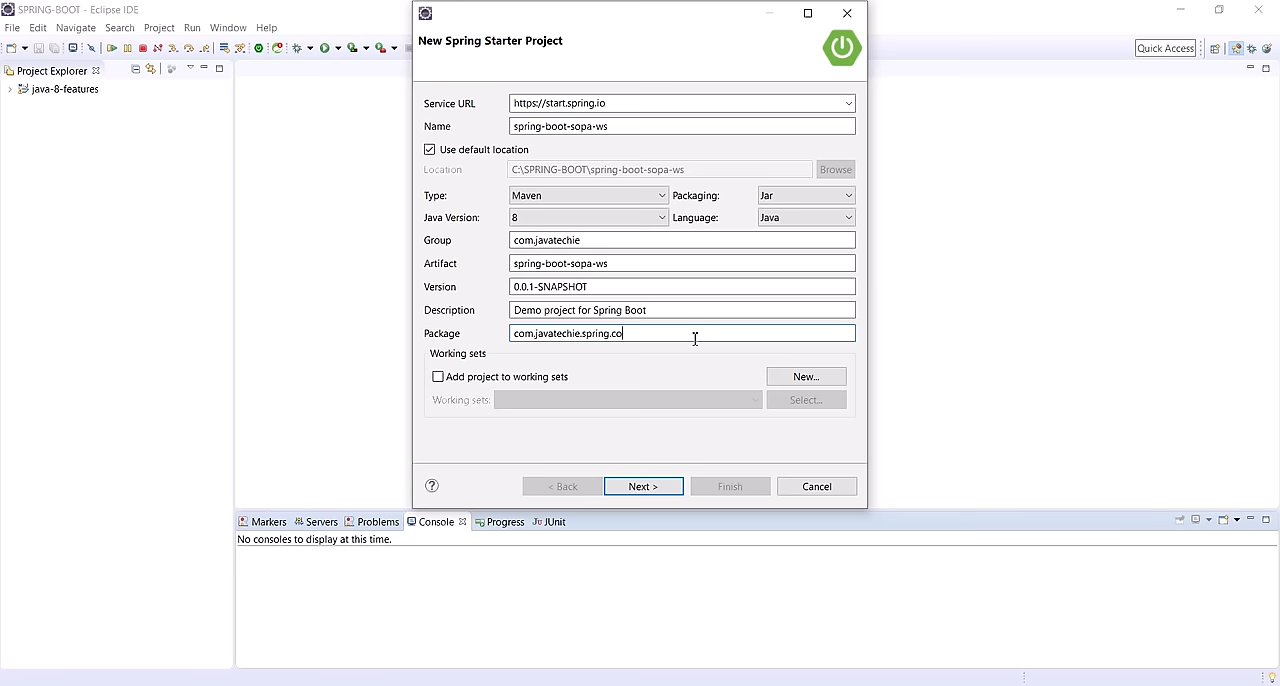 SPRING-BOOT - Eclipse IDE
File Edit Navigate Search Project Run Window Help
Quick Access
Project Explorer
java-8-features
New Spring Starter Project
Service URL https://start.spring.io
Name spring-boot-sopa-ws
Use default location
Location C:\SPRING-BOOT\spring-boot-sopa-ws Browse
Type: Maven Packaging: Jar
Java Version: 8 Language: Java
Group com.javatechie
Artifact spring-boot-sopa-ws
Version 0.0.1-SNAPSHOT
Description Demo project for Spring Boot
Package com.javatechie.spring.co
Working sets
Add project to working sets New...
Working sets: Select...
< Back Next > Finish Cancel
Markers Servers Problems Console Progress Ju JUnit
No consoles to display at this time.